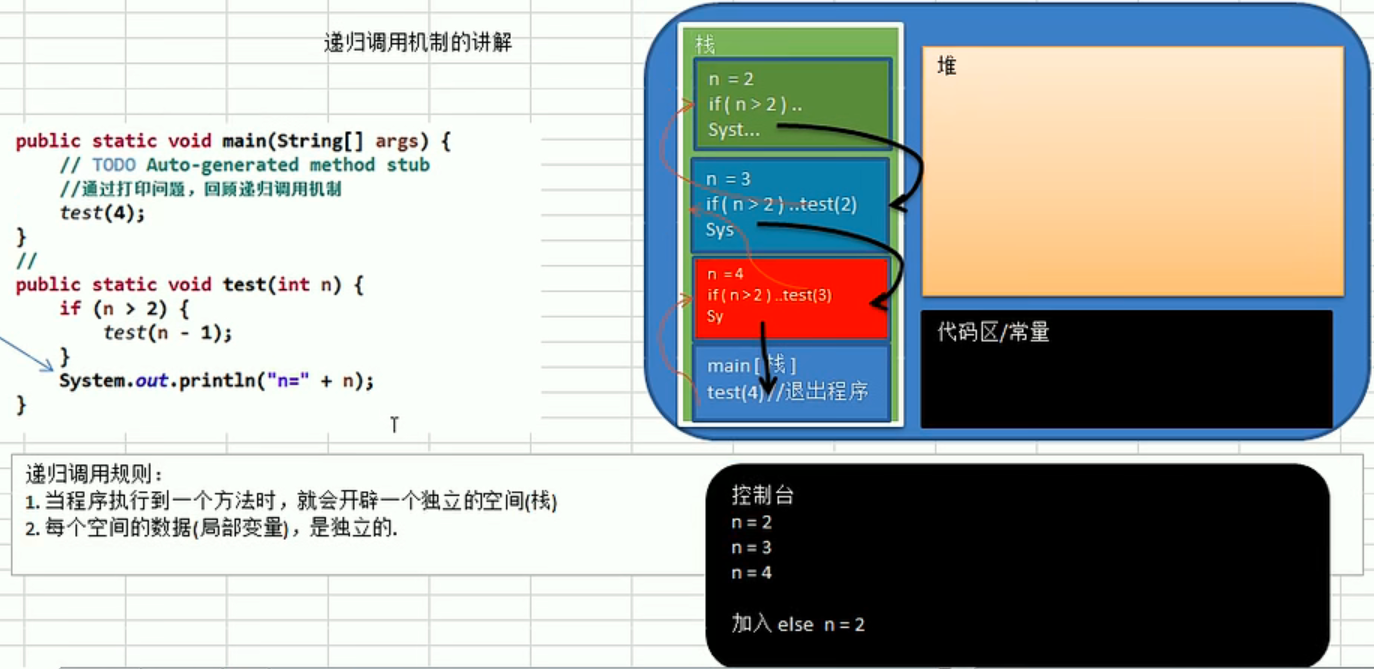 递归调用机制的讲解
public static void main(String[] args) {
// TODO Auto-generated method stub
//通过打印问题，回顾递归调用机制
test(4);
}
//
public static void test(int n) {
if (n > 2) {
test(n - 1);
}
System.out.println("n=" + n);
}
栈
n = 2
if( n > 2 ) ..
Syst...
n = 3
if( n > 2 ) ..test(2)
Sys
n =4
if( n > 2 ) ..test(3)
Sy
main [ 栈 ]
test(4)//退出程序
堆
代码区/常量
递归调用规则：
1. 当程序执行到一个方法时，就会开辟一个独立的空间(栈)
2. 每个空间的数据(局部变量)，是独立的.
控制台
n = 2
n = 3
n = 4
加入 else n = 2